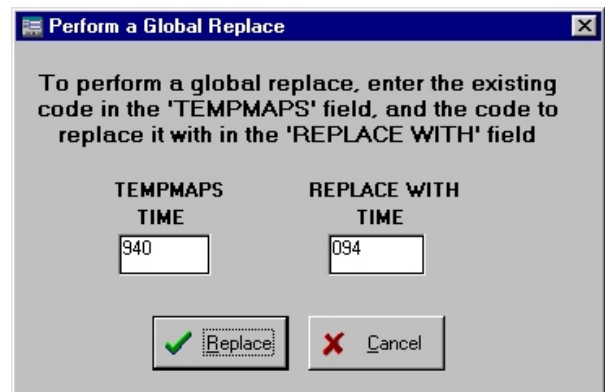 Perform a Global Replace
To perform a global replace, enter the existing
code in the 'TEMPMAPS' field, and the code to
replace it with in the 'REPLACE WITH' field
TEMPMAPS REPLACE WITH
TIME TIME
940 094
Replace Cancel